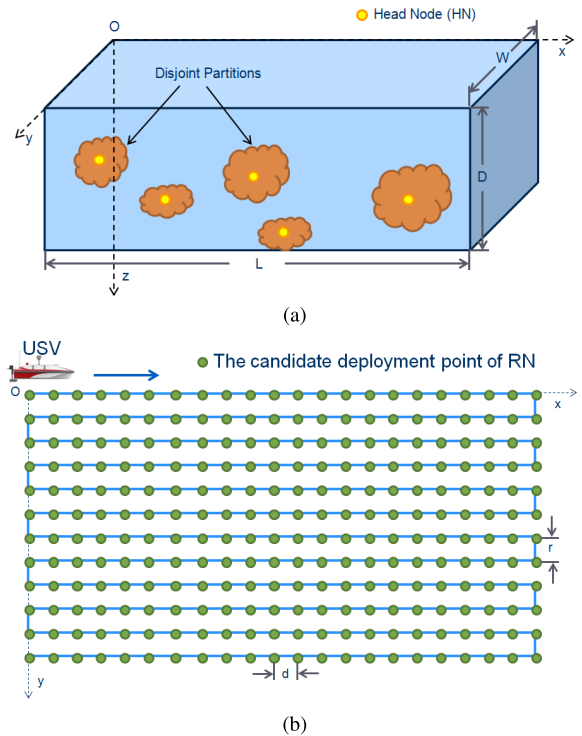 Head Node (HN)
O
x
W
Disjoint Partitions
y
D
z
L
(a)
USV
The candidate deployment point of RN
O
x
r
d
y
(b)